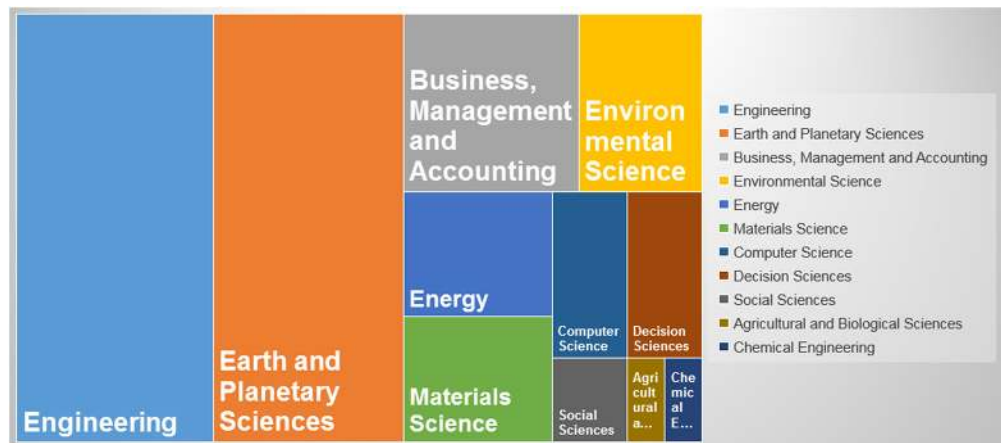 Business,
Management
and
Accounting
Environ
mental
Science
Energy
Computer
Science
Decision
Sciences
Earth and
Planetary
Sciences
Engineering
Materials
Science
Social
Sciences
Agri
cult
ural
a...
Che
mic
al
E...
Engineering
Earth and Planetary Sciences
Business, Management and Accounting
Environmental Science
Energy
Materials Science
Computer Science
Decision Sciences
Social Sciences
Agricultural and Biological Sciences
Chemical Engineering